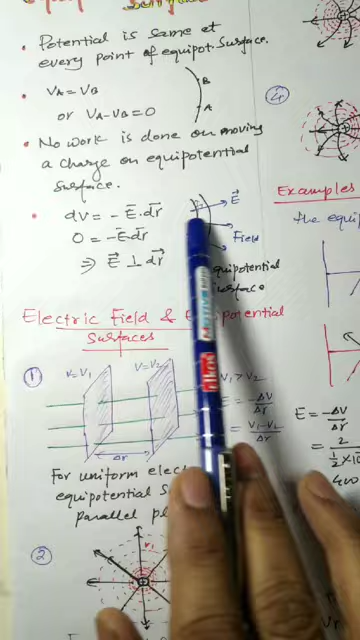 • Potential is same at
every point of equipot. Surface.
• VA = VB
or VA - VB = 0
B
A
• No work is done on moving
a charge on equipotential
surface.
• dV = - E⃗.dr⃗
0 = - E⃗.dr⃗
⇒ E⃗ ⊥ dr⃗
E⃗
Field
Equipotential
surface
Electric Field & Equipotential
Surfaces
①
V=V1
V=V2
Δr
V1 > V2
E = -ΔV/Δr
= V1-V2/Δr
For uniform elec
equipotential S
parallel pl
②
④
Examples
the equip
E = -ΔV/Δr